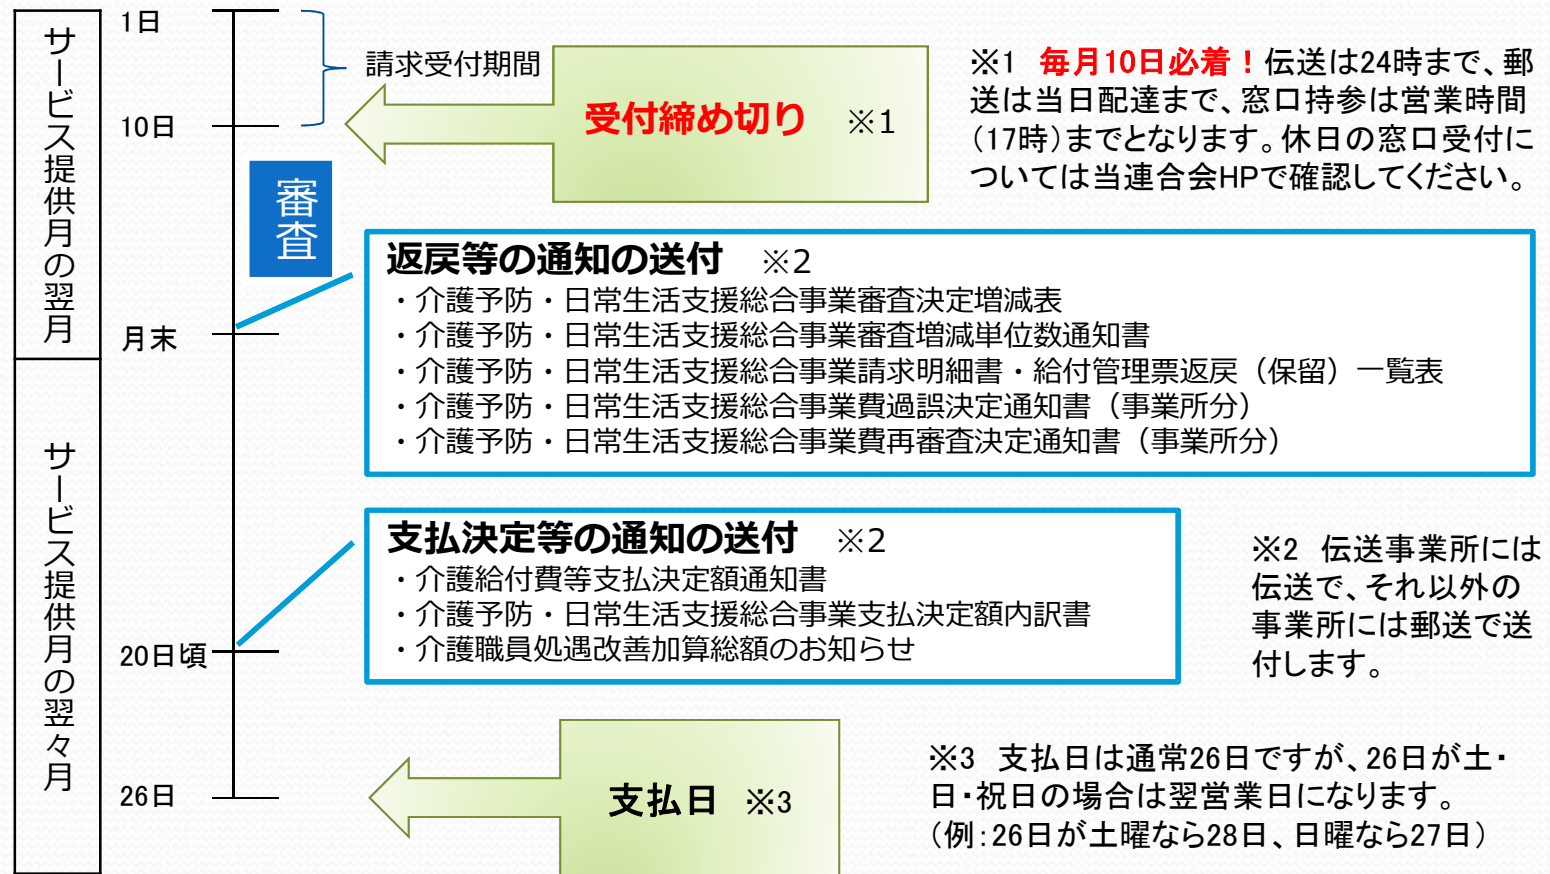 サービス提供月の翌月
1日
請求受付期間
10日
受付締め切り ※1
※1 毎月10日必着！伝送は24時まで、郵
送は当日配達まで、窓口持参は営業時間
（17時）までとなります。休日の窓口受付に
ついては当連合会HPで確認してください。
審査
返戻等の通知の送付 ※2
・介護予防・日常生活支援総合事業審査決定増減表
・介護予防・日常生活支援総合事業審査増減単位数通知書
・介護予防・日常生活支援総合事業請求明細書・給付管理票返戻（保留）一覧表
・介護予防・日常生活支援総合事業費過誤決定通知書（事業所分）
・介護予防・日常生活支援総合事業費再審査決定通知書（事業所分）
月末
サービス提供月の翌々月
支払決定等の通知の送付 ※2
・介護給付費等支払決定額通知書
・介護予防・日常生活支援総合事業支払決定額内訳書
・介護職員処遇改善加算総額のお知らせ
※2 伝送事業所には
伝送で、それ以外の
事業所には郵送で送
付します。
20日頃
26日
支払日 ※3
※3 支払日は通常26日ですが、26日が土・
日・祝日の場合は翌営業日になります。
（例：26日が土曜なら28日、日曜なら27日）